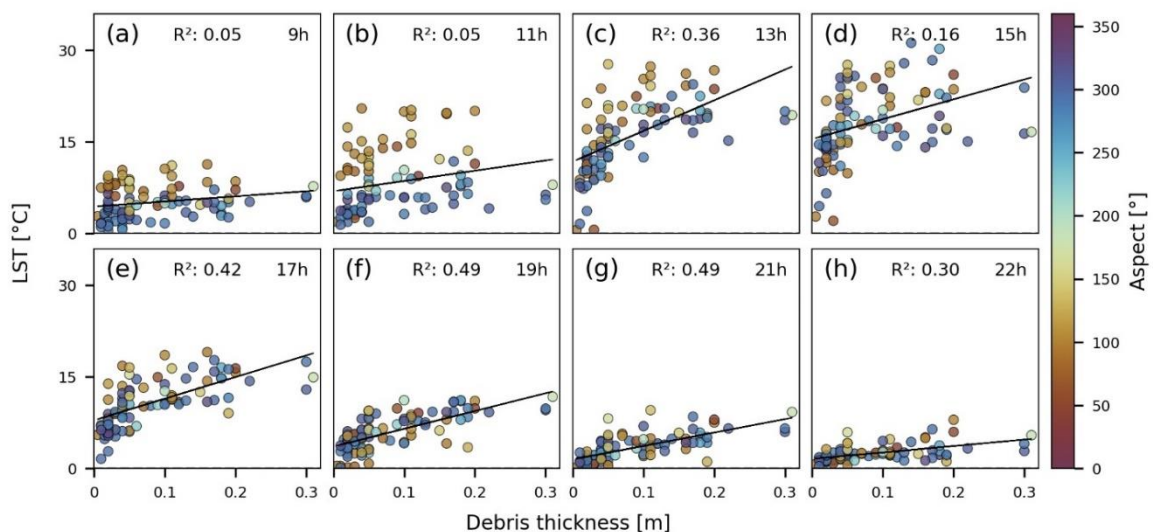 (a) R²: 0.05 9h
(b) R²: 0.05 11h
(c) R²: 0.36 13h
(d) R²: 0.16 15h
30
15
0
(e) R²: 0.42 17h
(f) R²: 0.49 19h
(g) R²: 0.49 21h
(h) R²: 0.30 22h
30
15
0
0 0.1 0.2 0.3
0 0.1 0.2 0.3
0 0.1 0.2 0.3
0 0.1 0.2 0.3
LST [°C]
Debris thickness [m]
350
300
250
200
150
100
50
0
Aspect [°]